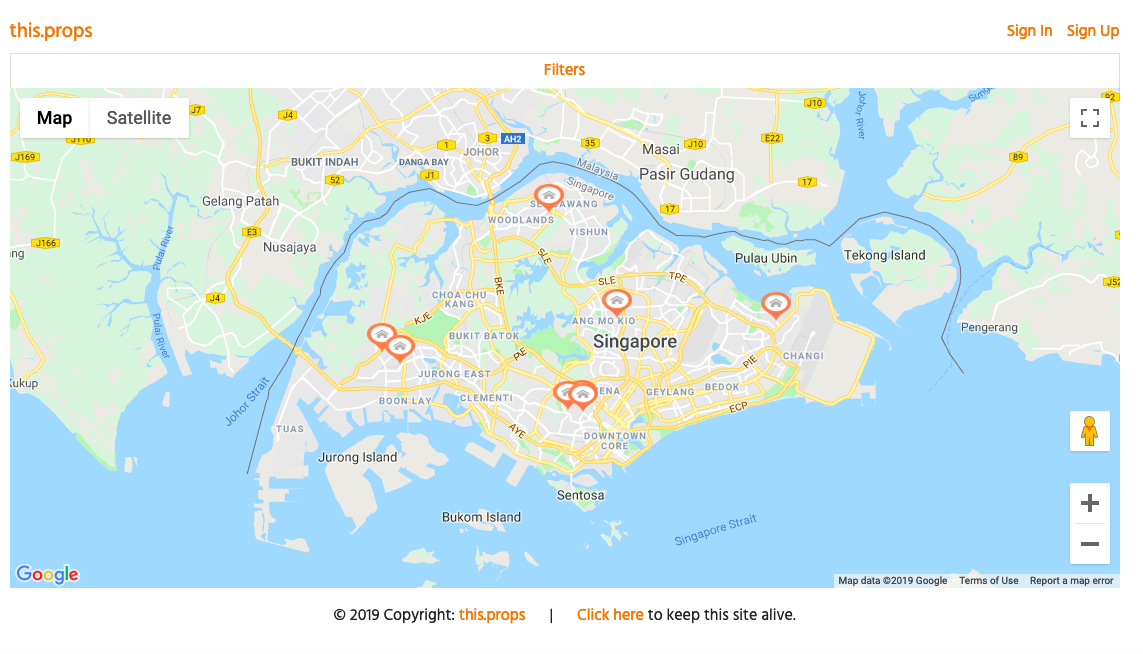 this.props
Sign In Sign Up
Filters
Map Satellite
J7
J4
J10
Johor River
92
J110
J169
3
AH2
1
35
J10
E22
JOHOR
Masai
89
BUKIT INDAH
DANGA BAY
Malaysia
J1
Pasir Gudang
52
17
Singapore
Gelang Patah
WOODLANDS
17
E3
YISHUN
J166
Nusajaya
Pulai River
SLE
Pulau Ubin
Tekong Island
BKE
SLE
TPE
J52
J4
CHOA CHU
KANG
KJE
ANG MO KIO
Pulai River
BUKIT BATOK
Singapore
Pengerang
PIE
PIE
CHANGI
JURONG EAST
Kukup
BOON LAY
CLEMENTI
GEYLANG
BEDOK
Johor Strait
ECP
TUAS
AYE
DOWNTOWN
CORE
Jurong Island
Sentosa
Bukom Island
Singapore Strait
Google
Map data ©2019 Google Terms of Use Report a map error
© 2019 Copyright: this.props | Click here to keep this site alive.